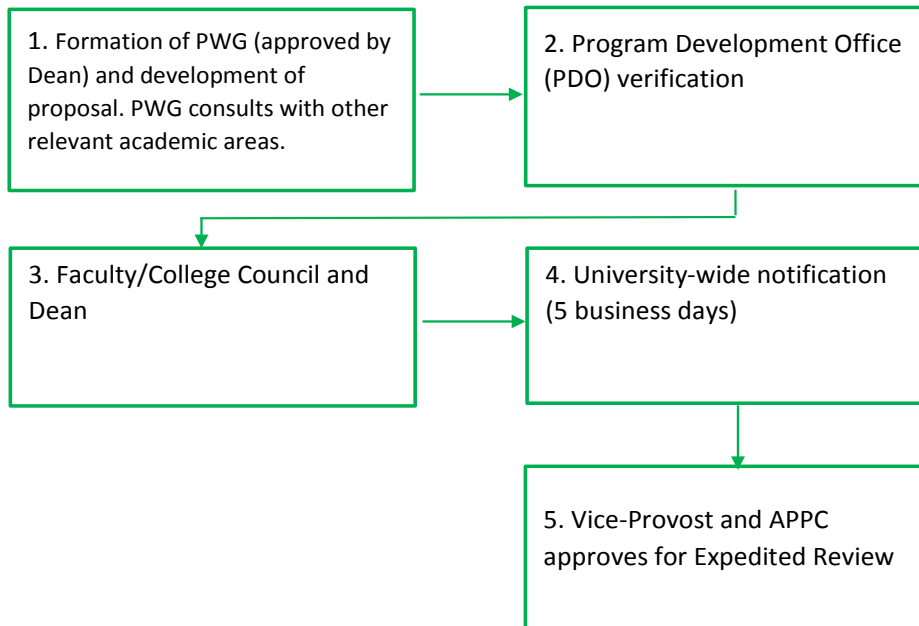 1. Formation of PWG (approved by
Dean) and development of
proposal. PWG consults with other
relevant academic areas.
2. Program Development Office
(PDO) verification
3. Faculty/College Council and
Dean
4. University-wide notification
(5 business days)
5. Vice-Provost and APPC
approves for Expedited Review